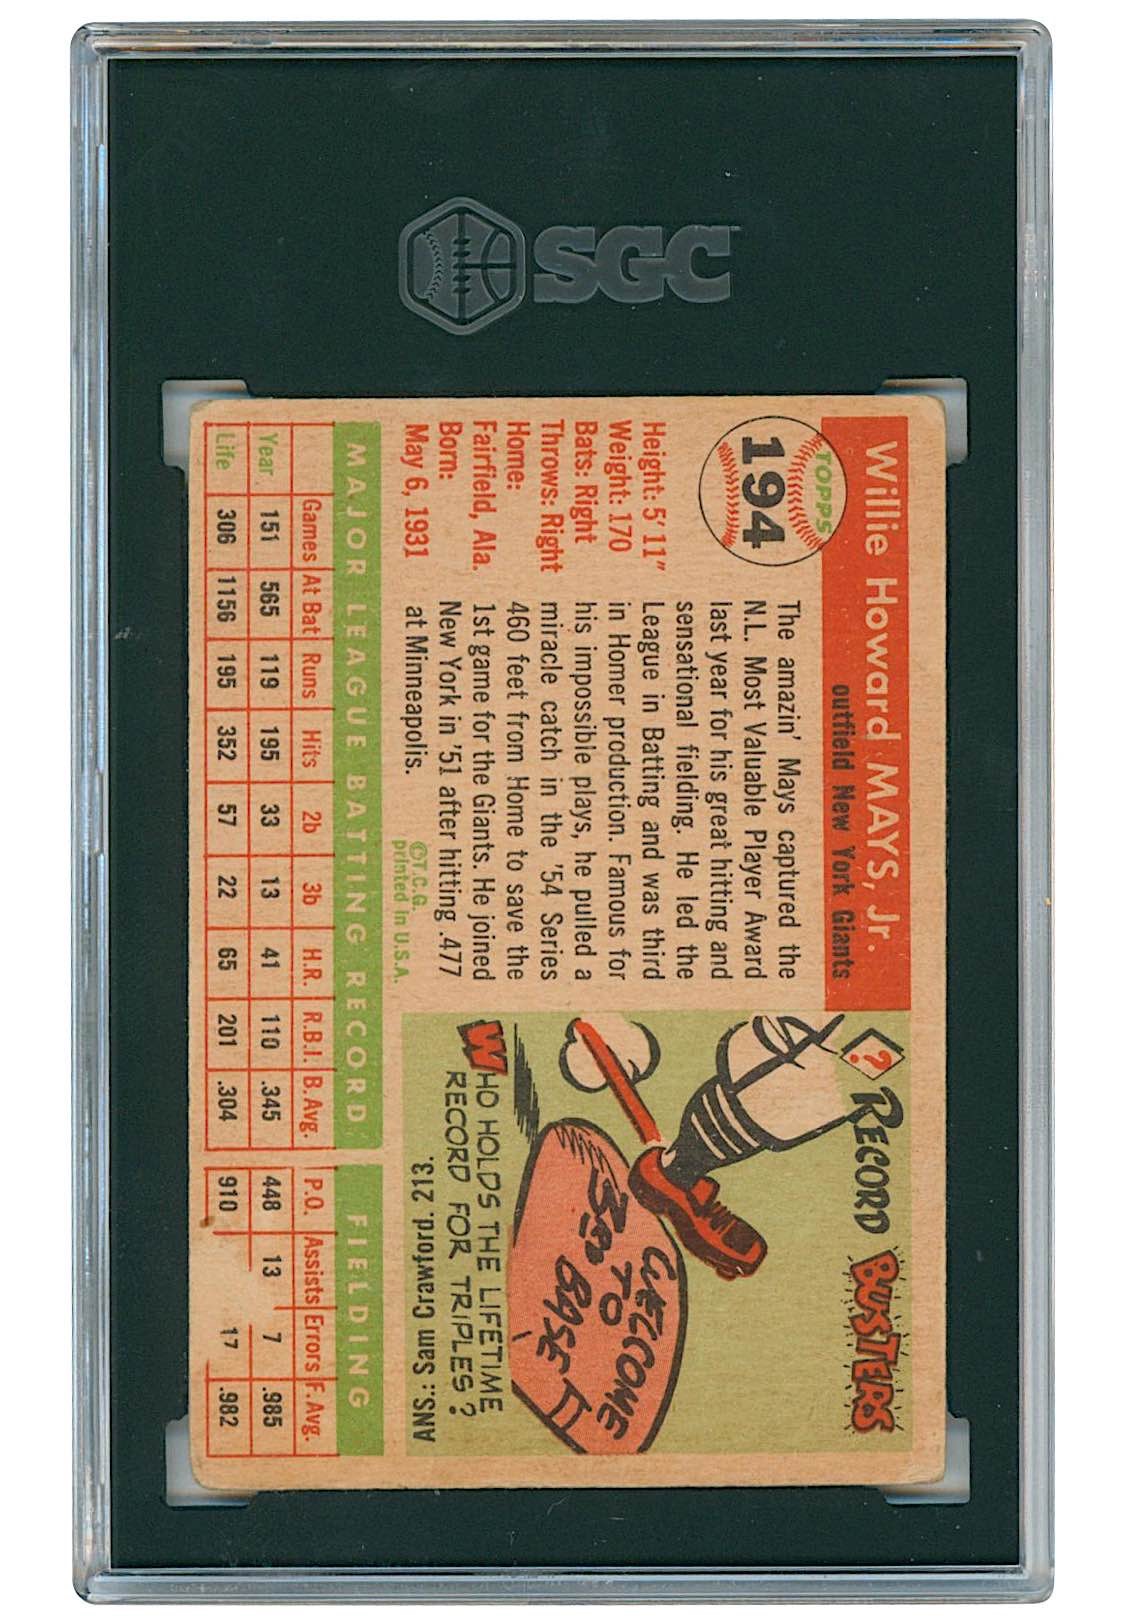 SGC
TOPPS
194
Willie Howard MAYS, Jr.
outfield New York Giants
Height: 5' 11"
Weight: 170
Bats: Right
Throws: Right
Home:
Fairfield, Ala.
Born:
May 6, 1931
The amazin' Mays captured the
N.L. Most Valuable Player Award
last year for his great hitting and
sensational fielding. He led the
League in Batting and was third
in Homer production. Famous for
his impossible plays, he pulled a
miracle catch in the '54 Series
460 feet from Home to save the
1st game for the Giants. He joined
New York in '51 after hitting .477
at Minneapolis.
©T.C.G.
printed in U.S.A.
?
RECORD BUSTERS
WELCOME
TO
3RD BASE
WHO HOLDS THE LIFETIME
RECORD FOR TRIPLES?
ANS.: Sam Crawford. 213.
MAJOR LEAGUE BATTING RECORD FIELDING
Games At Bat Runs Hits 2b 3b H.R. R.B.I. B. Avg. P.O. Assists Errors F. Avg.
Year 151 565 119 195 33 13 41 110 .345 448 13 7 .985
Life 306 1156 195 352 57 22 65 201 .304 910 17 .982